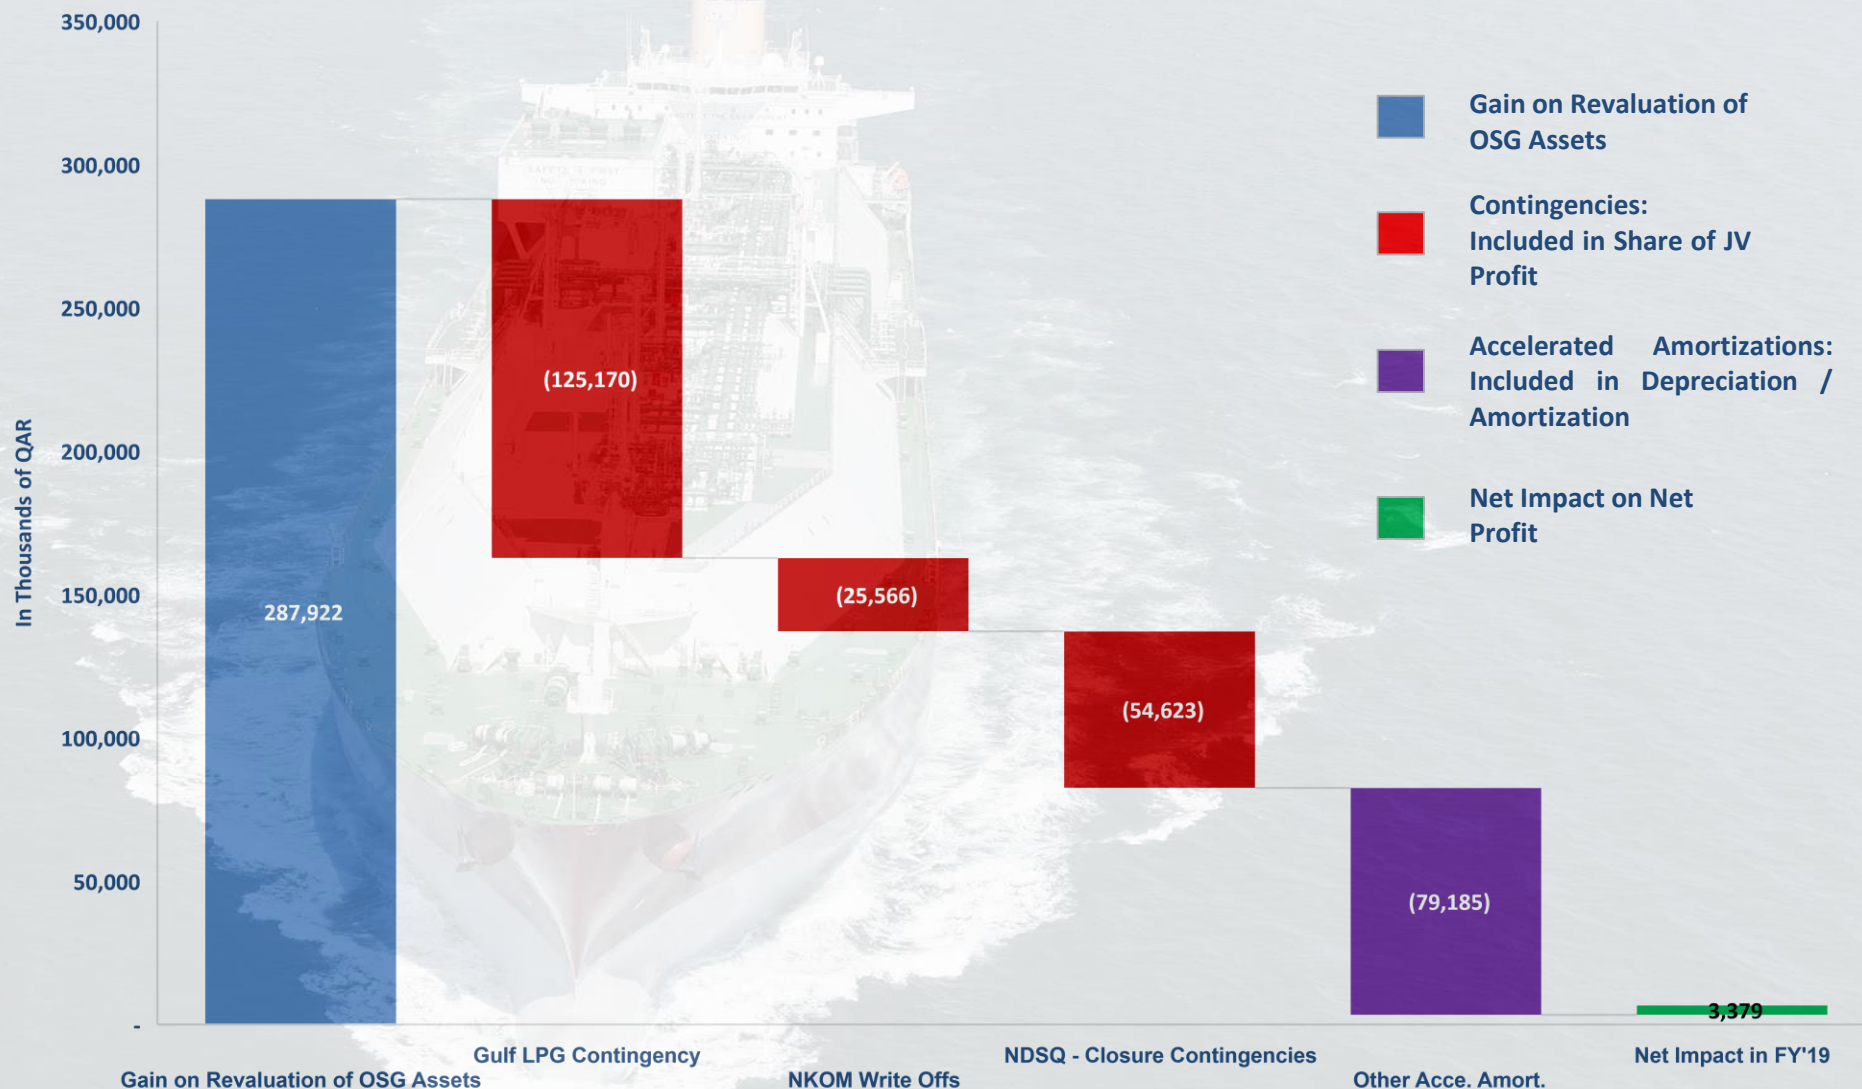 350,000
300,000
250,000
200,000
150,000
100,000
50,000
-
In Thousands of QAR
287,922
(125,170)
(25,566)
(54,623)
(79,185)
3,379
Gain on Revaluation of OSG Assets
Gulf LPG Contingency
NKOM Write Offs
NDSQ - Closure Contingencies
Other Acce. Amort.
Net Impact in FY'19
Gain on Revaluation of
OSG Assets
Contingencies:
Included in Share of JV
Profit
Accelerated Amortizations:
Included in Depreciation /
Amortization
Net Impact on Net
Profit
SAFETY FIRST
NO SMOKING